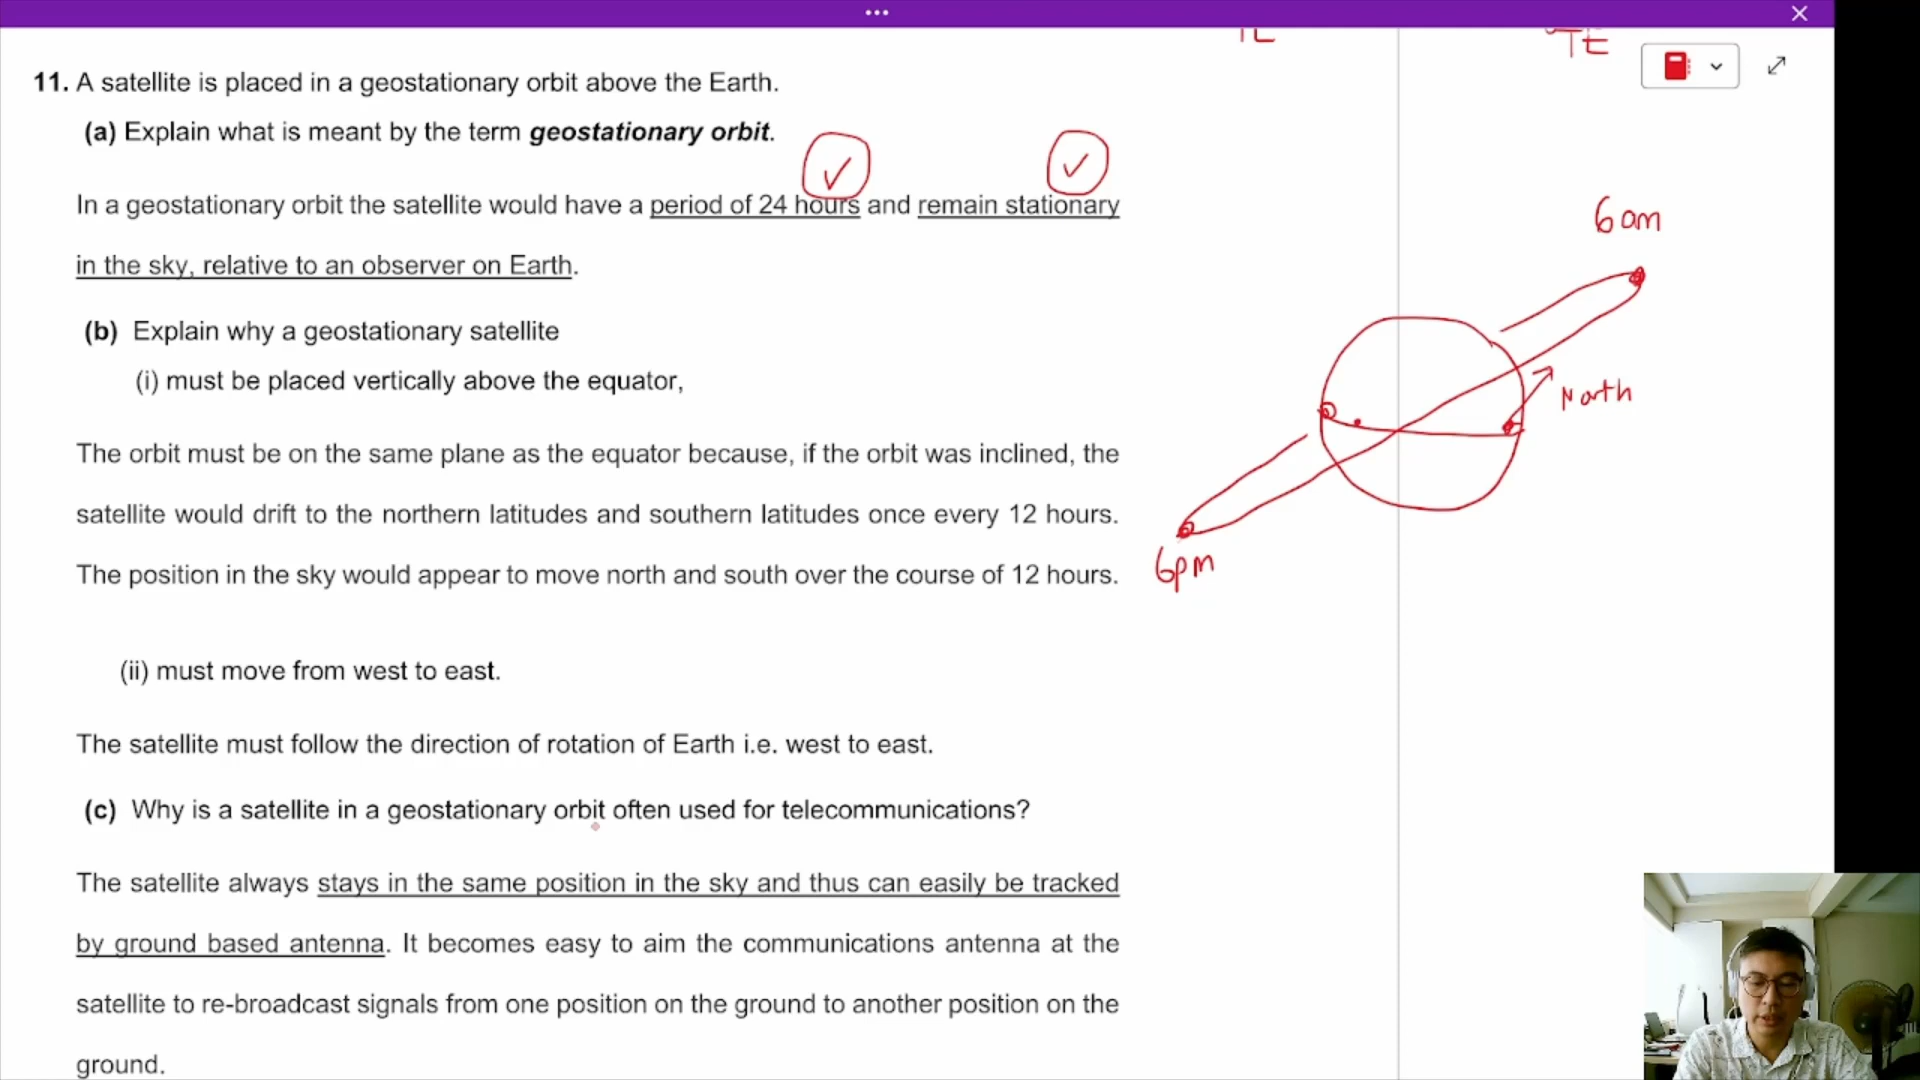 11. A satellite is placed in a geostationary orbit above the Earth.
(a) Explain what is meant by the term geostationary orbit.
In a geostationary orbit the satellite would have a period of 24 hours and remain stationary
in the sky, relative to an observer on Earth.
(b) Explain why a geostationary satellite
(i) must be placed vertically above the equator,
The orbit must be on the same plane as the equator because, if the orbit was inclined, the
satellite would drift to the northern latitudes and southern latitudes once every 12 hours.
The position in the sky would appear to move north and south over the course of 12 hours.
(ii) must move from west to east.
The satellite must follow the direction of rotation of Earth i.e. west to east.
(c) Why is a satellite in a geostationary orbit often used for telecommunications?
The satellite always stays in the same position in the sky and thus can easily be tracked
by ground based antenna. It becomes easy to aim the communications antenna at the
satellite to re-broadcast signals from one position on the ground to another position on the
ground.
6am
North
6pm